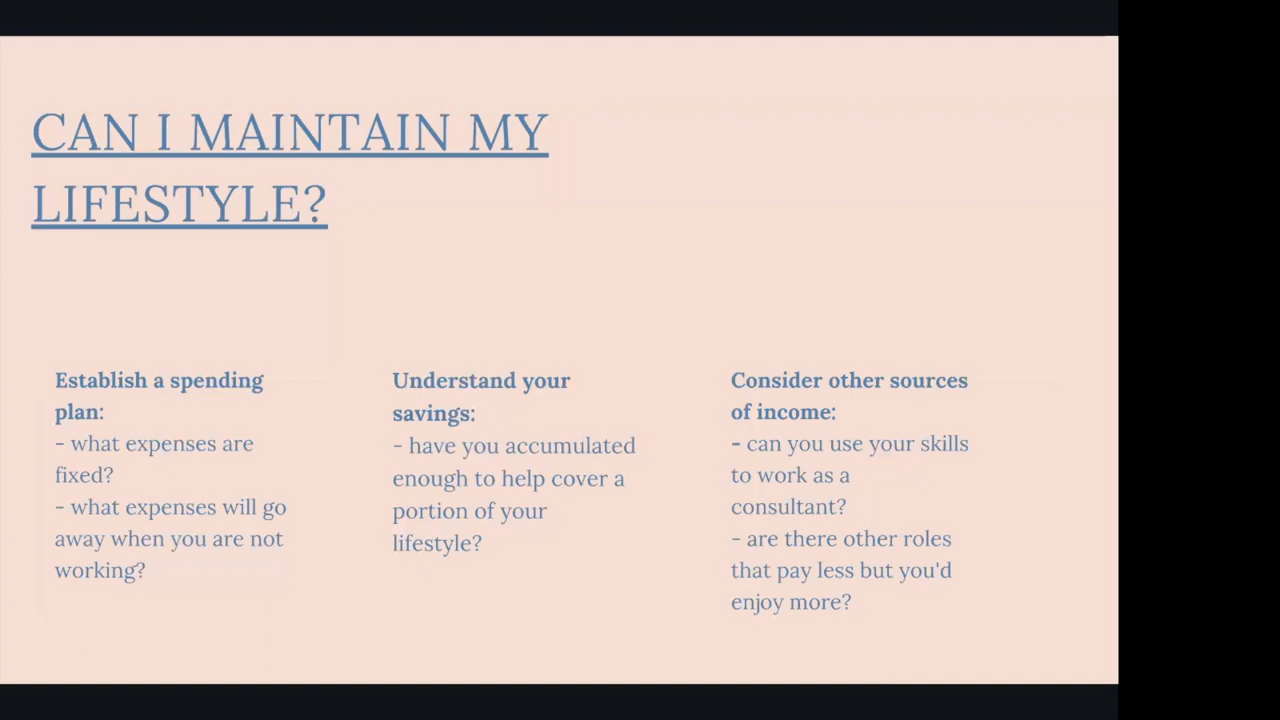 CAN I MAINTAIN MY
LIFESTYLE?
Establish a spending
plan:
- what expenses are
fixed?
- what expenses will go
away when you are not
working?
Understand your
savings:
- have you accumulated
enough to help cover a
portion of your
lifestyle?
Consider other sources
of income:
- can you use your skills
to work as a
consultant?
- are there other roles
that pay less but you'd
enjoy more?